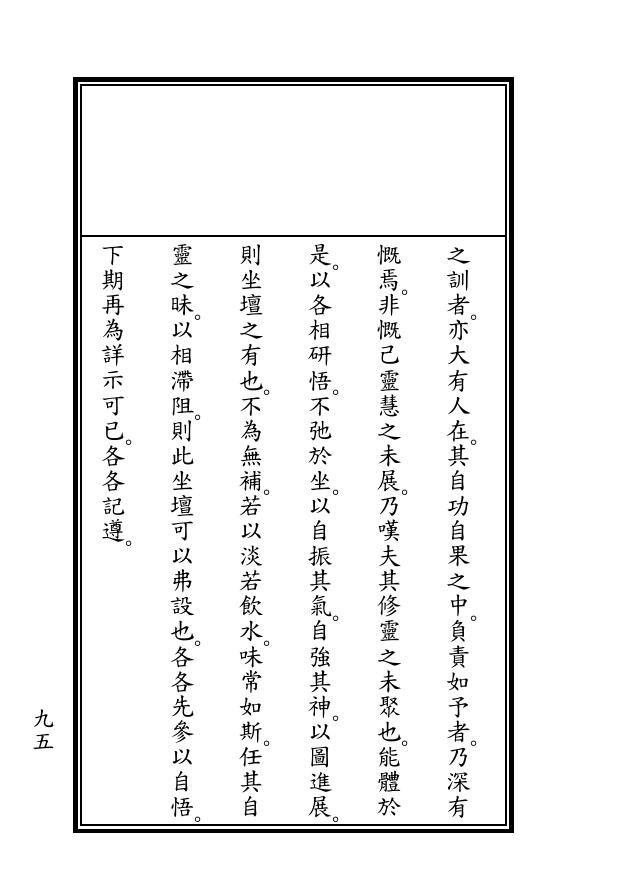 之訓者。亦大有人在。其自功自果之中。負責如予者。乃深有
慨焉。非慨己靈慧之未展。乃嘆夫其修靈之未聚也。能體於
是。以各相研悟。不弛於坐。以自振其氣。自強其神。以圖進展。
則坐壇之有也。不為無補。若以淡若飲水。味常如斯。任其自
靈之昧。以相滯阻。則此坐壇可以弗設也。各各先參以自悟。
下期再為詳示可已。各各記遵。
九五